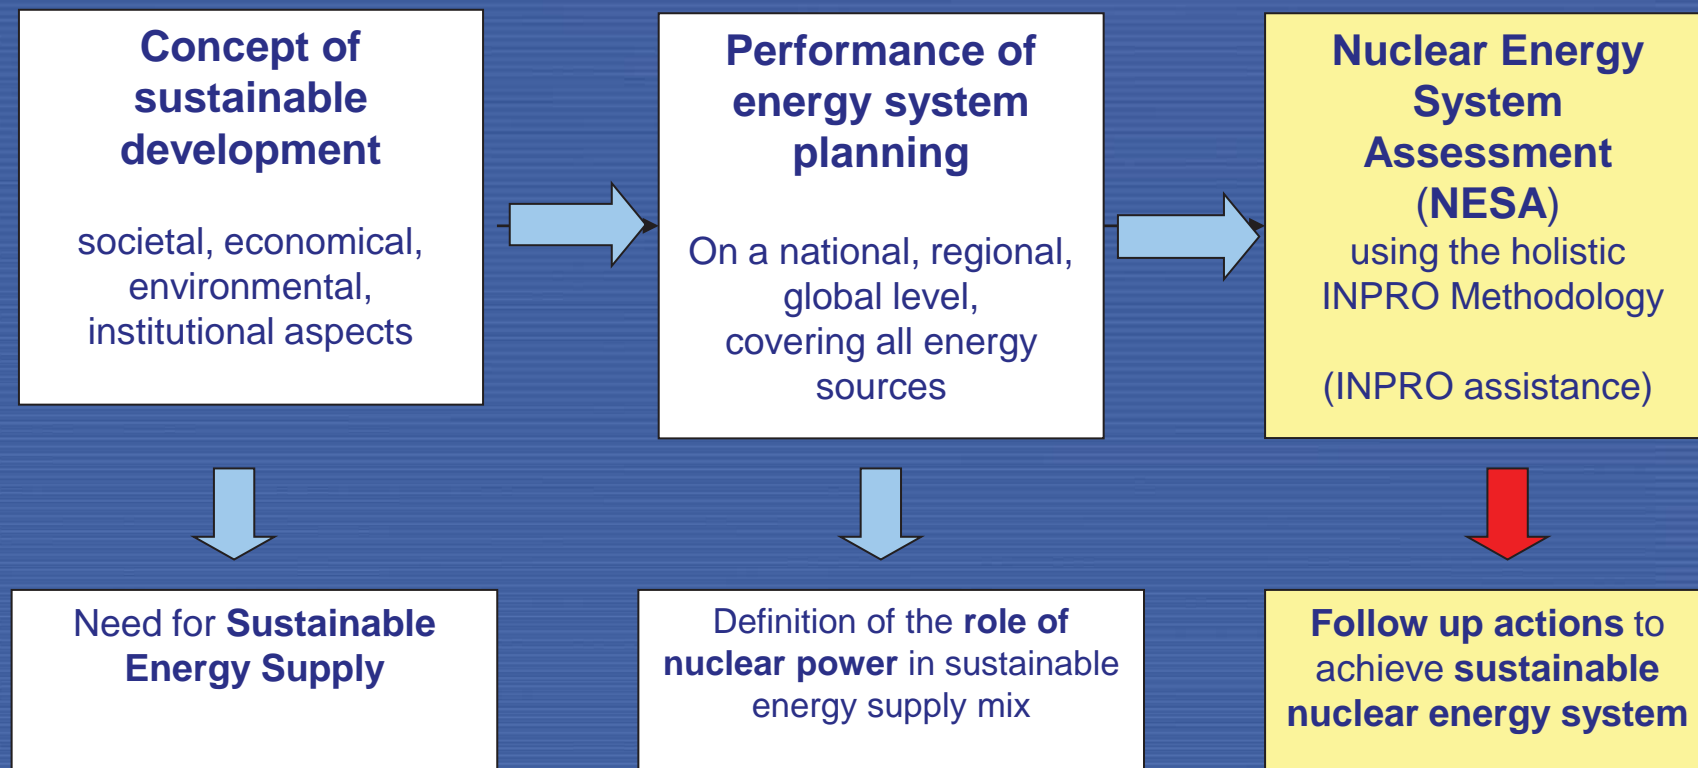 Concept of
sustainable
development
societal, economical,
environmental,
institutional aspects
Performance of
energy system
planning
On a national, regional,
global level,
covering all energy
sources
Nuclear Energy
System
Assessment
(NESA)
using the holistic
INPRO Methodology
(INPRO assistance)
Need for Sustainable
Energy Supply
Definition of the role of
nuclear power in sustainable
energy supply mix
Follow up actions to
achieve sustainable
nuclear energy system